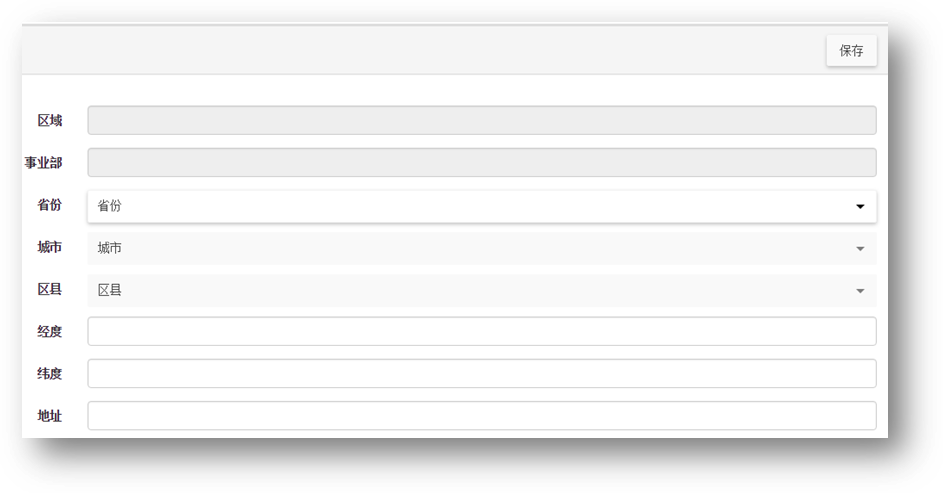 保存
区域
事业部
省份 省份
城市 城市
区县 区县
经度
纬度
地址